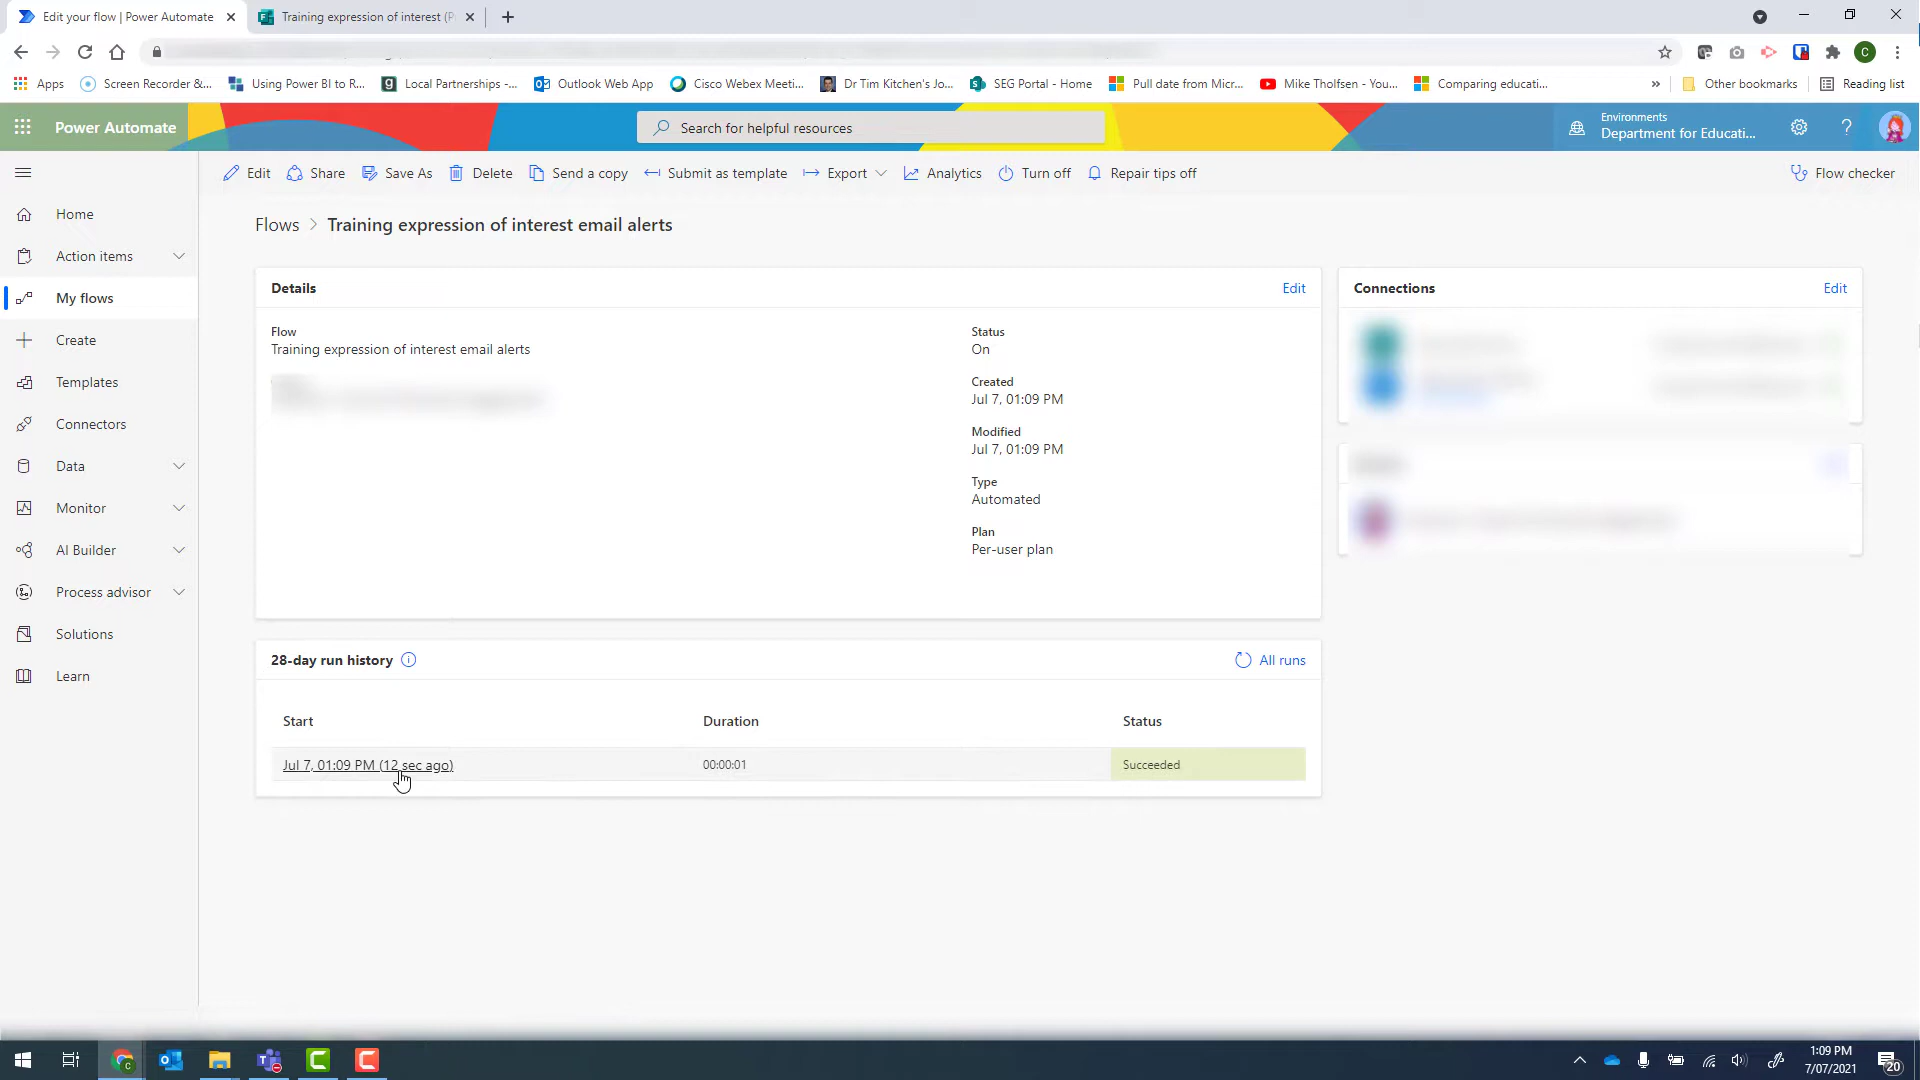 Edit your flow | Power Automate
Training expression of interest (P
Apps
Screen Recorder &...
Using Power BI to R...
Local Partnerships -...
Outlook Web App
Cisco Webex Meeti...
Dr Tim Kitchen's Jo...
SEG Portal - Home
Pull date from Micr...
Mike Tholfsen - You...
Comparing educati...
»
Other bookmarks
Reading list
Power Automate
Search for helpful resources
Environments
Department for Educati...
Edit
Share
Save As
Delete
Send a copy
Submit as template
Export
Analytics
Turn off
Repair tips off
Flow checker
Home
Action items
My flows
Create
Templates
Connectors
Data
Monitor
AI Builder
Process advisor
Solutions
Learn
Flows > Training expression of interest email alerts
Details
Edit
Flow
Training expression of interest email alerts
Status
On
Created
Jul 7, 01:09 PM
Modified
Jul 7, 01:09 PM
Type
Automated
Plan
Per-user plan
Connections
Edit
28-day run history
All runs
Start
Duration
Status
Jul 7, 01:09 PM (12 sec ago)
00:00:01
Succeeded
1:09 PM
7/07/2021
20